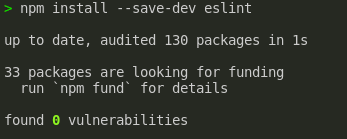 > npm install --save-dev eslint
up to date, audited 130 packages in 1s
33 packages are looking for funding
run `npm fund` for details
found 0 vulnerabilities